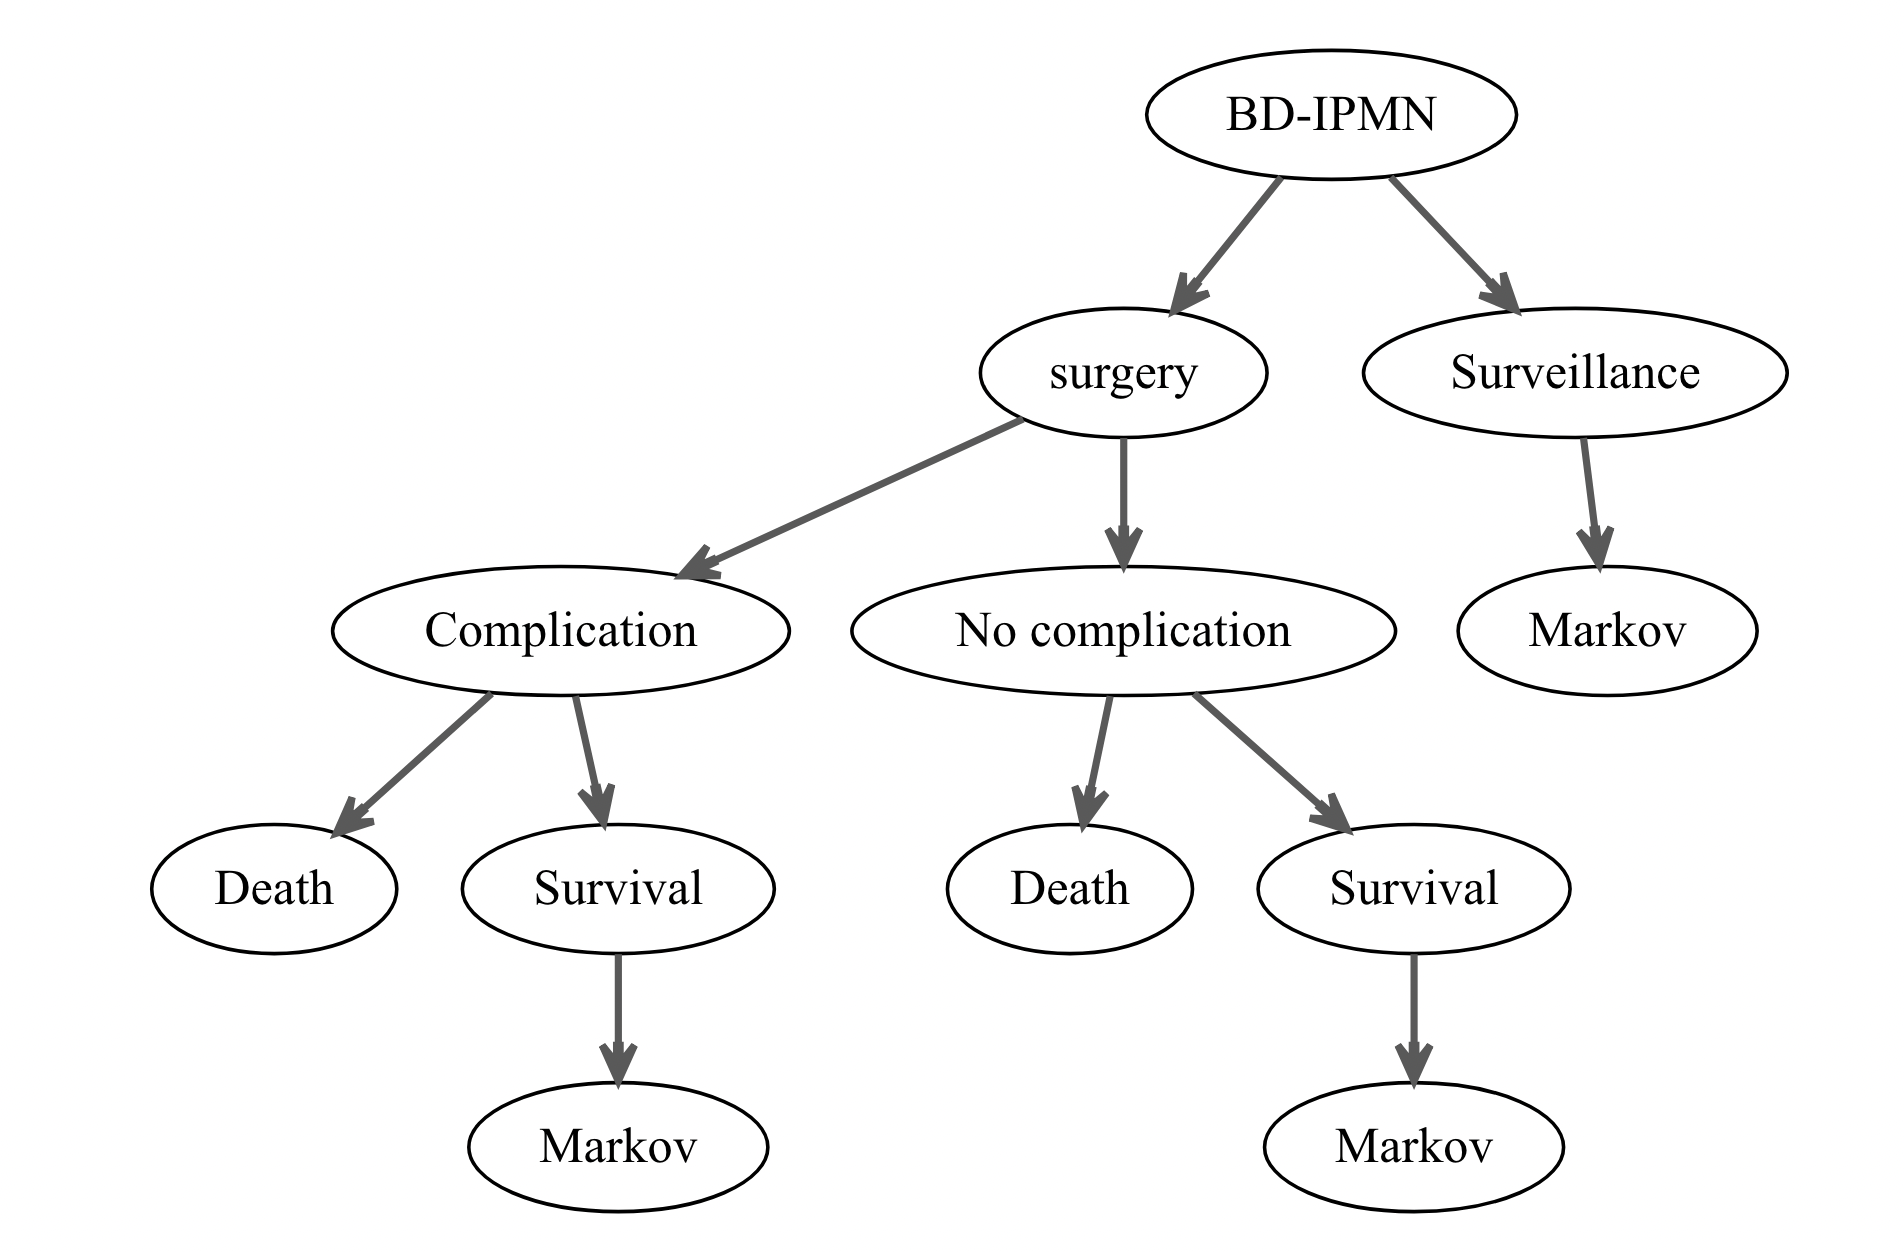 BD-IPMN
surgery
Surveillance
Complication
No complication
Markov
Death
Survival
Death
Survival
Markov
Markov